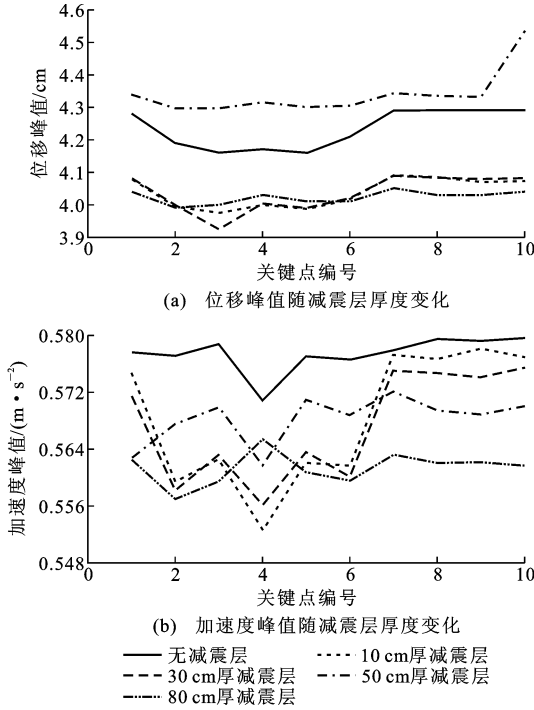 4.6
4.5
4.4
4.3
4.2
4.1
4.0
3.9
位移峰值/cm
0 2 4 6 8 10
关键点编号
(a) 位移峰值随减震层厚度变化
0.580
0.572
0.564
0.556
0.548
加速度峰值/(m·s⁻²)
0 2 4 6 8 10
关键点编号
(b) 加速度峰值随减震层厚度变化
无减震层 10 cm厚减震层
30 cm厚减震层 50 cm厚减震层
80 cm厚减震层